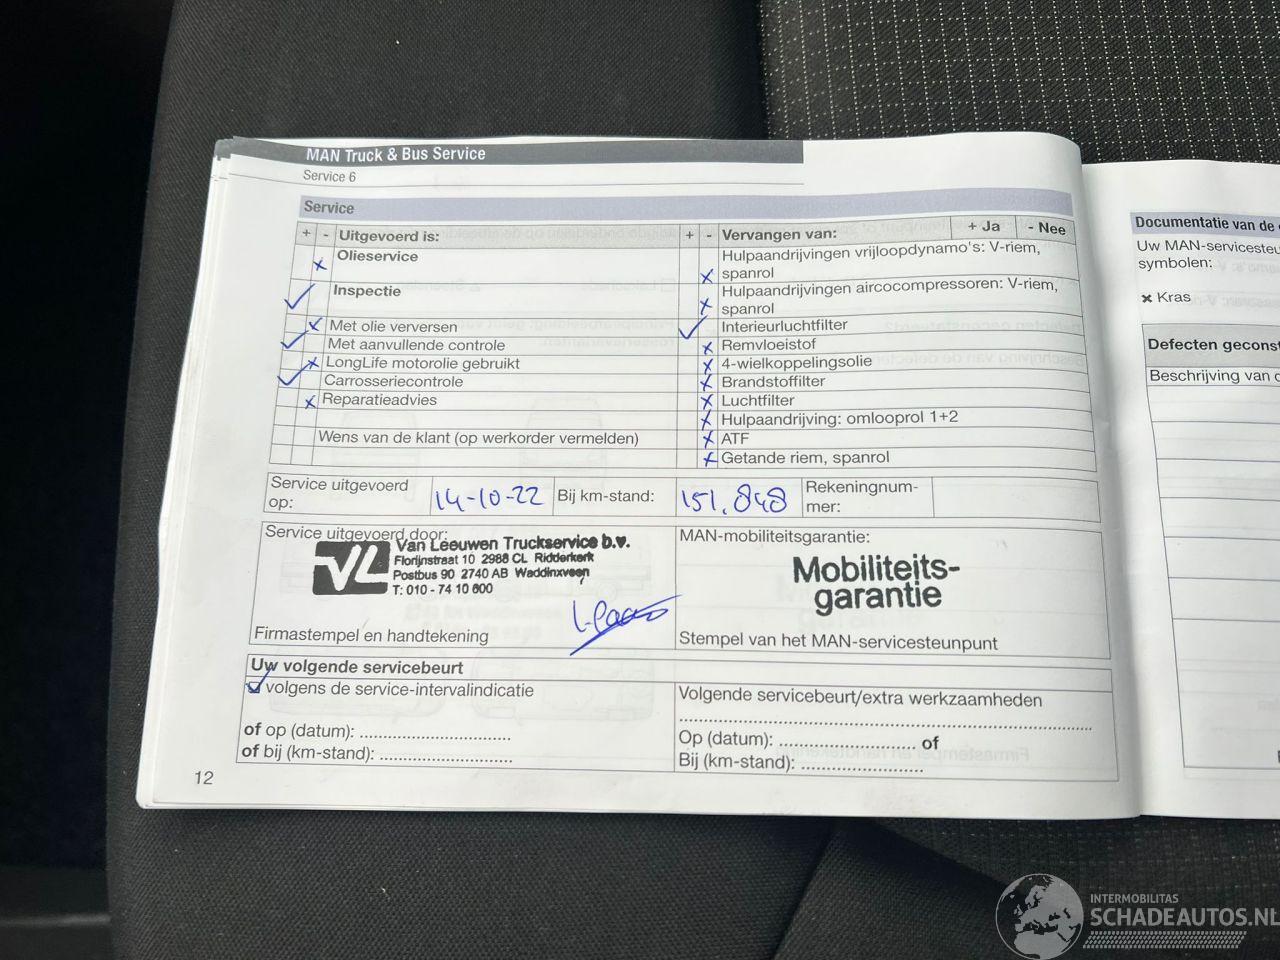 MAN Truck & Bus Service
Service 6
Service
+ - Uitgevoerd is:
Olieservice
Inspectie
Met olie verversen
Met aanvullende controle
LongLife motorolie gebruikt
Carrosseriecontrole
Reparatieadvies
Wens van de klant (op werkorder vermelden)
+ - Vervangen van: + Ja - Nee
Hulpaandrijvingen vrijloopdynamo's: V-riem,
spanrol
Hulpaandrijvingen aircocompressoren: V-riem,
spanrol
Interieurluchtfilter
Remvloeistof
4-wielkoppelingsolie
Brandstoffilter
Luchtfilter
Hulpaandrijving: omlooprol 1+2
ATF
Getande riem, spanrol
Service uitgevoerd
op:
14-10-22
Bij km-stand:
151.848
Rekeningnum-
mer:
Service uitgevoerd door:
VL
Van Leeuwen Truckservice b.v.
Florijnstraat 10 2988 CL Ridderkerk
Postbus 90 2740 AB Waddinxveen
T: 010 - 74 10 600
Firmastempel en handtekening
MAN-mobiliteitsgarantie:
Mobiliteits-
garantie
Stempel van het MAN-servicesteunpunt
Uw volgende servicebeurt
volgens de service-intervalindicatie
of op (datum):
of bij (km-stand):
Volgende servicebeurt/extra werkzaamheden
Op (datum): of
Bij (km-stand):
12
Documentatie van de
Uw MAN-servicesteu
symbolen:
Kras
Defecten geconst
Beschrijving van d
INTERMOBILITAS
SCHADEAUTOS.NL